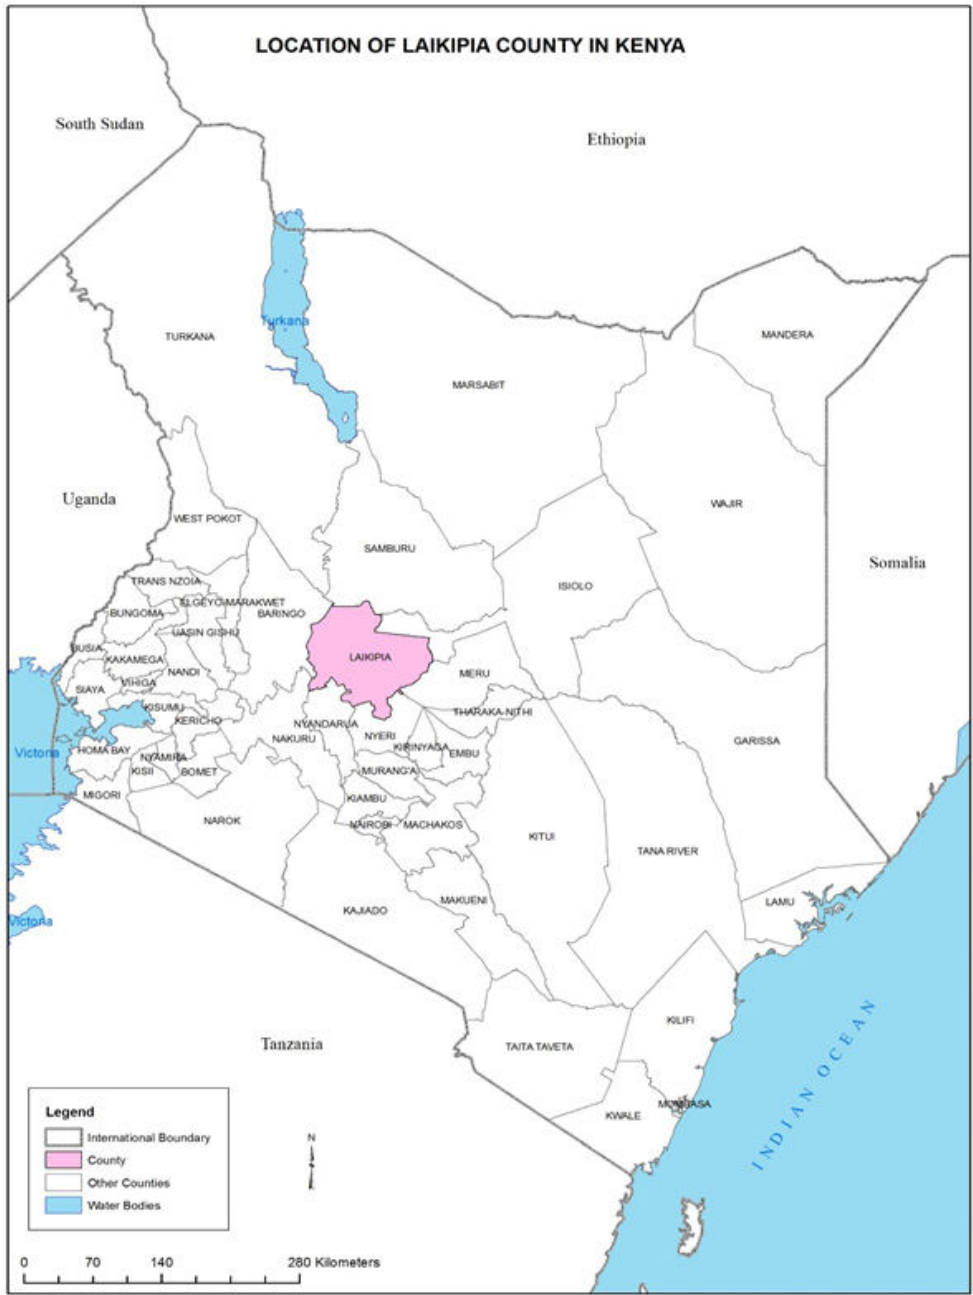 LOCATION OF LAIKIPIA COUNTY IN KENYA
South Sudan
Ethiopia
Turkana
TURKANA
MANDERA
MARSABIT
Uganda
WAJIR
WEST POKOT
SAMBURU
Somalia
ISIOLO
TRANS NZOIA
ELGEYO-MARAKWET
BUNGOMA
BARINGO
UASIN GISHU
BUSIA
KAKAMEGA
LAIKIPIA
NANDI
MERU
VIHIGA
SIAYA
KISUMU
THARAKA-NITHI
KERICHO
NYANDARUA
NYERI
NAKURU
GARISSA
KIRINYAGA
Victoria
HOMA BAY
EMBU
NYAMIRA
KISII
BOMET
MURANG'A
MIGORI
KIAMBU
NAROK
NAIROBI
MACHAKOS
KITUI
TANA RIVER
MAKUENI
LAMU
KAJIADO
Victoria
KILIFI
Tanzania
TAITA TAVETA
INDIAN OCEAN
MOMBASA
KWALE
Legend
International Boundary
County
Other Counties
Water Bodies
N
0 70 140 280 Kilometers